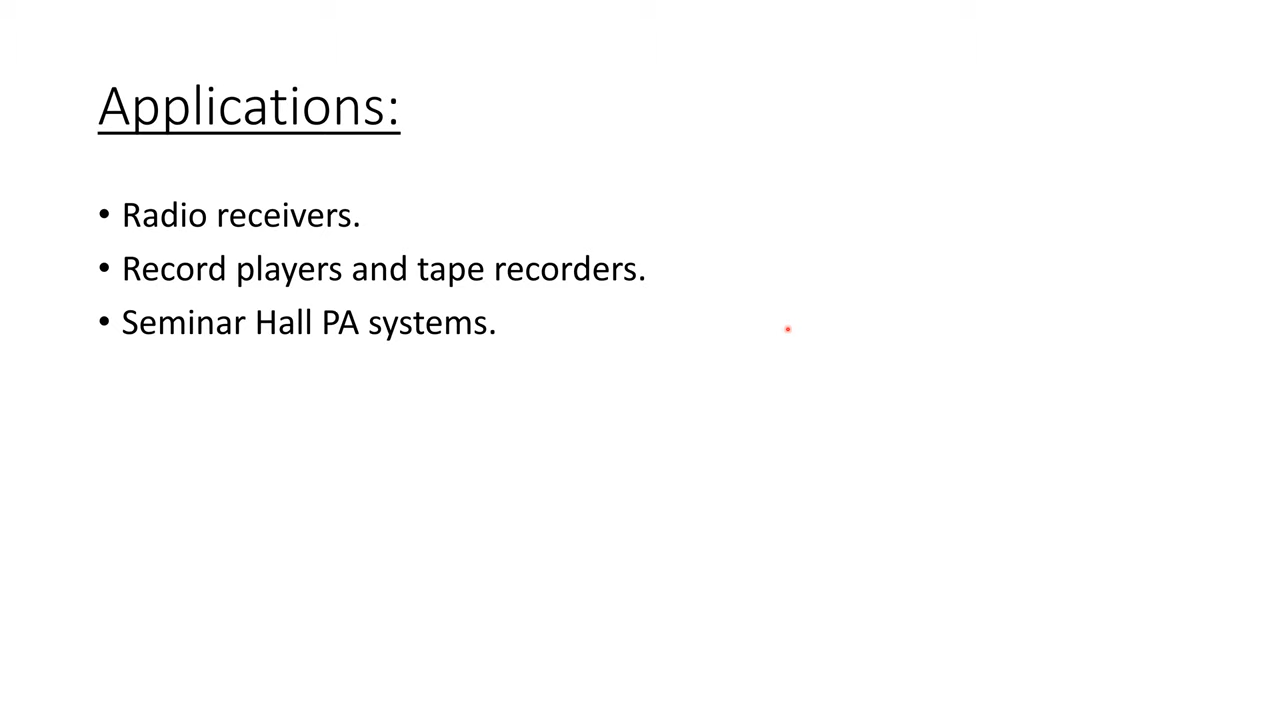 Applications:
• Radio receivers.
• Record players and tape recorders.
• Seminar Hall PA systems.